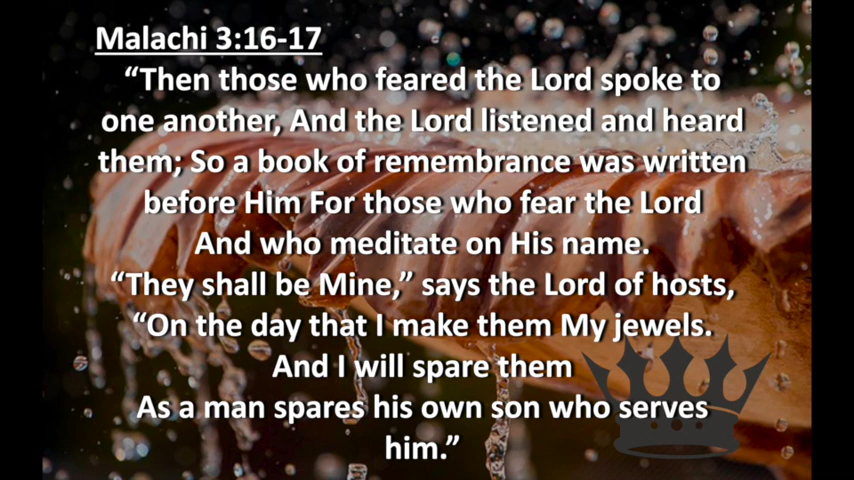 Malachi 3:16-17
“Then those who feared the Lord spoke to
one another, And the Lord listened and heard
them; So a book of remembrance was written
before Him For those who fear the Lord
And who meditate on His name.
“They shall be Mine,” says the Lord of hosts,
“On the day that I make them My jewels.
And I will spare them
As a man spares his own son who serves
him.”